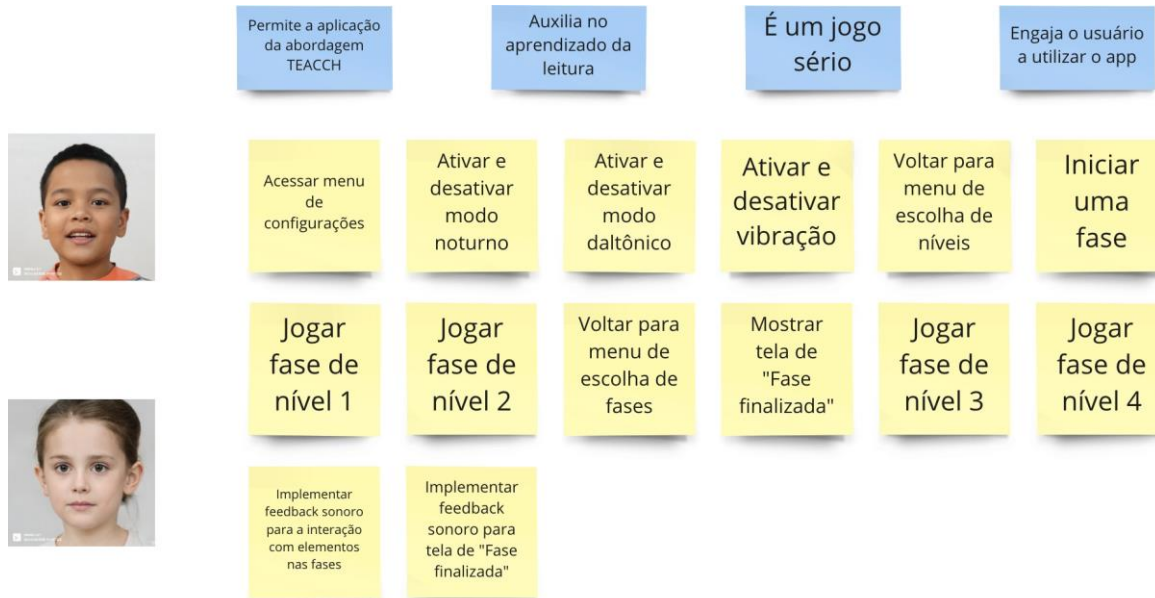 Permite a aplicação
da abordagem
TEACCH
Auxilia no
aprendizado da
leitura
É um jogo
sério
Engaja o usuário
a utilizar o app
Acessar menu
de
configurações
Ativar e
desativar
modo
noturno
Ativar e
desativar
modo
daltônico
Ativar e
desativar
vibração
Voltar para
menu de
escolha de
níveis
Iniciar
uma
fase
Jogar
fase de
nível 1
Jogar
fase de
nível 2
Voltar para
menu de
escolha de
fases
Mostrar
tela de
"Fase
finalizada"
Jogar
fase de
nível 3
Jogar
fase de
nível 4
Implementar
feedback sonoro
para a interação
com elementos
nas fases
Implementar
feedback
sonoro para
tela de "Fase
finalizada"